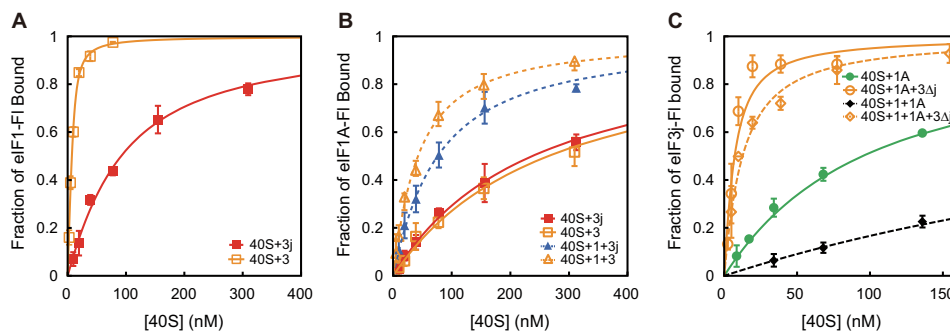 A
Fraction of eIF1-Fl Bound
1
0.8
0.6
0.4
0.2
0
0 100 200 300 400
[40S] (nM)
40S+3j
40S+3
B
Fraction of eIF1A-Fl Bound
1
0.8
0.6
0.4
0.2
0
0 100 200 300 400
[40S] (nM)
40S+3j
40S+3
40S+1+3j
40S+1+3
C
Fraction of eIF3j-Fl Bound
1
0.8
0.6
0.4
0.2
0
0 50 100 150
[40S] (nM)
40S+1A
40S+1A+3Δj
40S+1+1A
40S+1+1A+3Δj